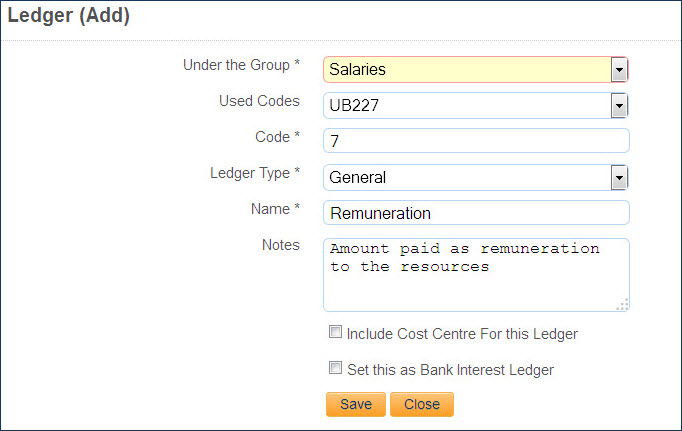 Ledger (Add)
Under the Group * Salaries
Used Codes UB227
Code * 7
Ledger Type * General
Name * Remuneration
Notes Amount paid as remuneration
to the resources
Include Cost Centre For this Ledger
Set this as Bank Interest Ledger
Save Close